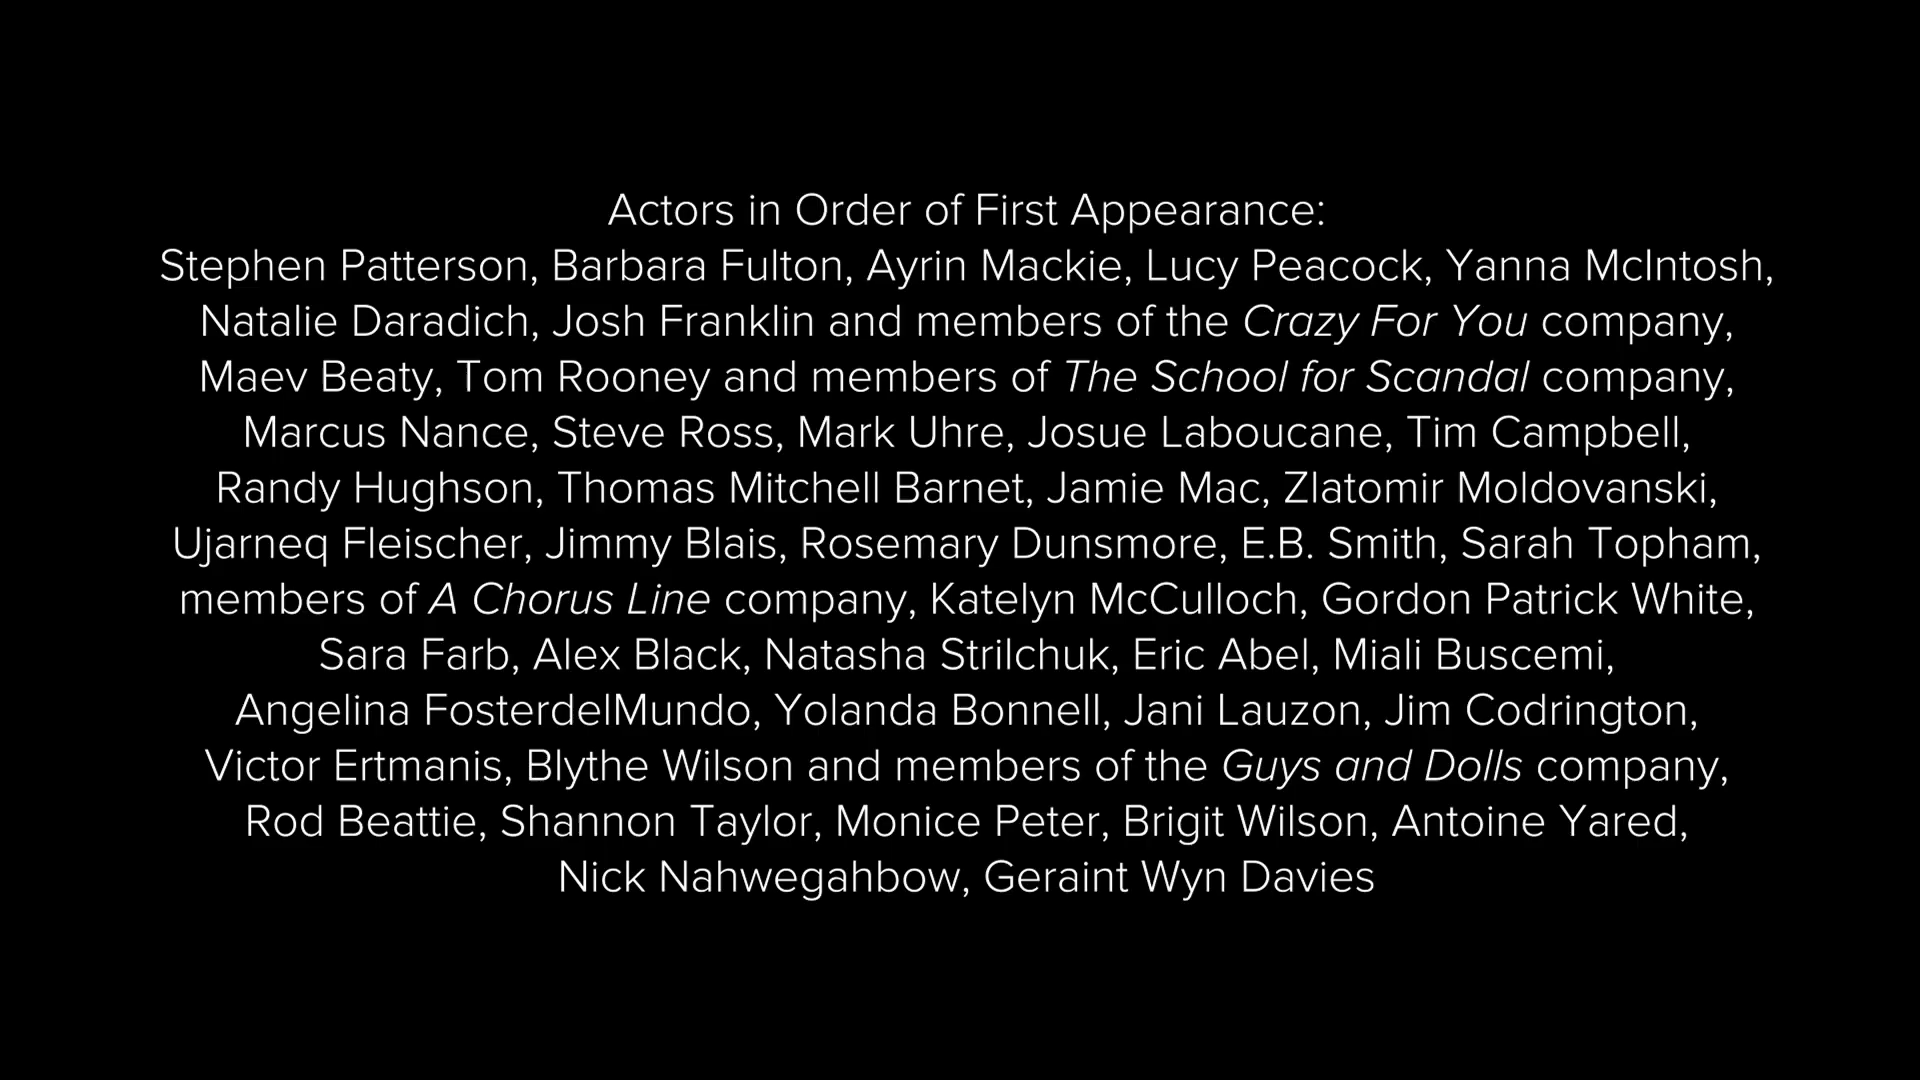 Actors in Order of First Appearance:
Stephen Patterson, Barbara Fulton, Ayrin Mackie, Lucy Peacock, Yanna McIntosh,
Natalie Daradich, Josh Franklin and members of the Crazy For You company,
Maev Beaty, Tom Rooney and members of The School for Scandal company,
Marcus Nance, Steve Ross, Mark Uhre, Josue Laboucane, Tim Campbell,
Randy Hughson, Thomas Mitchell Barnet, Jamie Mac, Zlatomir Moldovanski,
Ujarneq Fleischer, Jimmy Blais, Rosemary Dunsmore, E.B. Smith, Sarah Topham,
members of A Chorus Line company, Katelyn McCulloch, Gordon Patrick White,
Sara Farb, Alex Black, Natasha Strilchuk, Eric Abel, Miali Buscemi,
Angelina FosterdelMundo, Yolanda Bonnell, Jani Lauzon, Jim Codrington,
Victor Ertmanis, Blythe Wilson and members of the Guys and Dolls company,
Rod Beattie, Shannon Taylor, Monice Peter, Brigit Wilson, Antoine Yared,
Nick Nahwegahbow, Geraint Wyn Davies